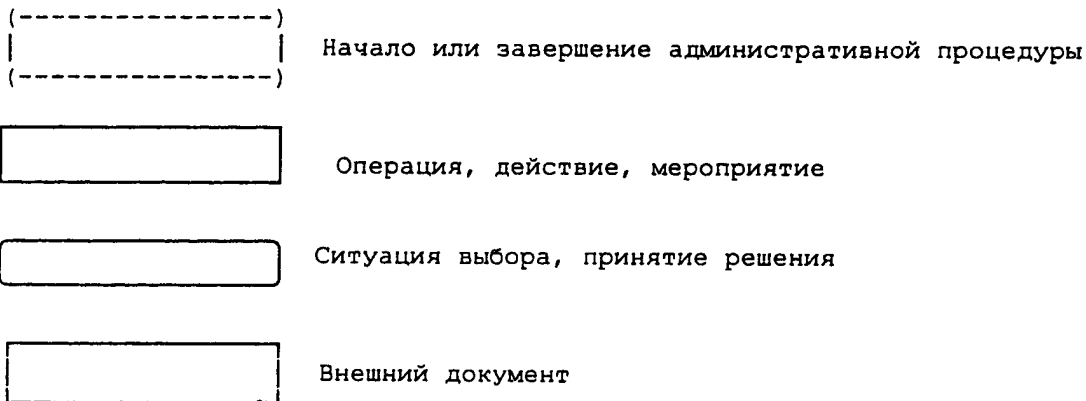 Начало или завершение административной процедуры
Операция, действие, мероприятие
Ситуация выбора, принятие решения
Внешний документ